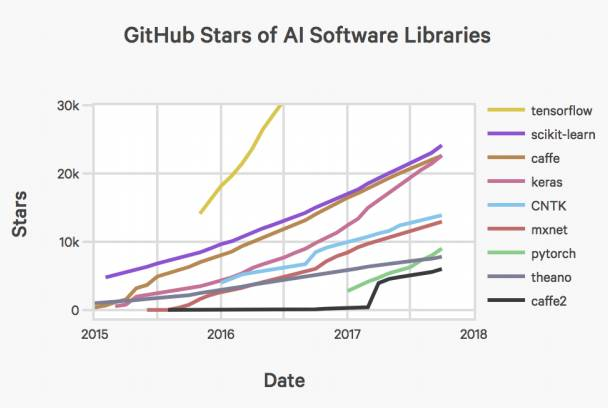 GitHub Stars of AI Software Libraries
30k
20k
10k
0
Stars
2015
2016
2017
2018
Date
tensorflow
scikit-learn
caffe
keras
CNTK
mxnet
pytorch
theano
caffe2